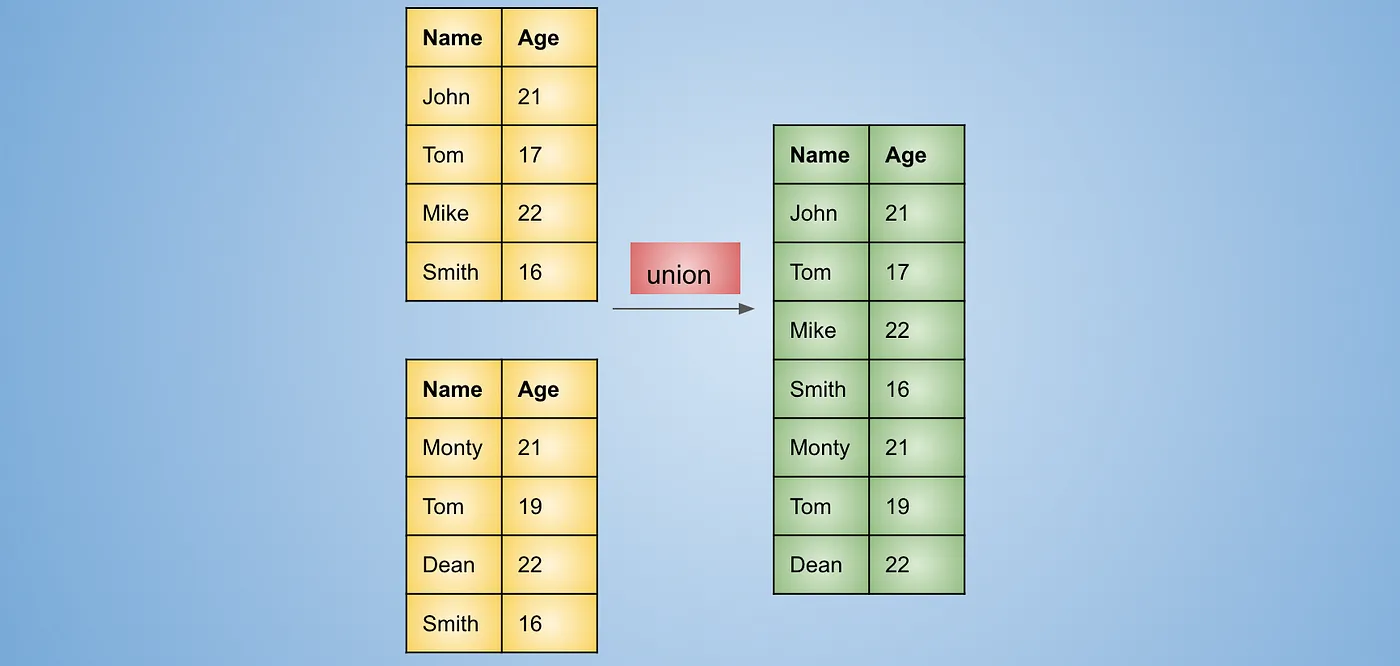 Name Age
John 21
Tom 17
Mike 22
Smith 16
Name Age
Monty 21
Tom 19
Dean 22
Smith 16
union
Name Age
John 21
Tom 17
Mike 22
Smith 16
Monty 21
Tom 19
Dean 22